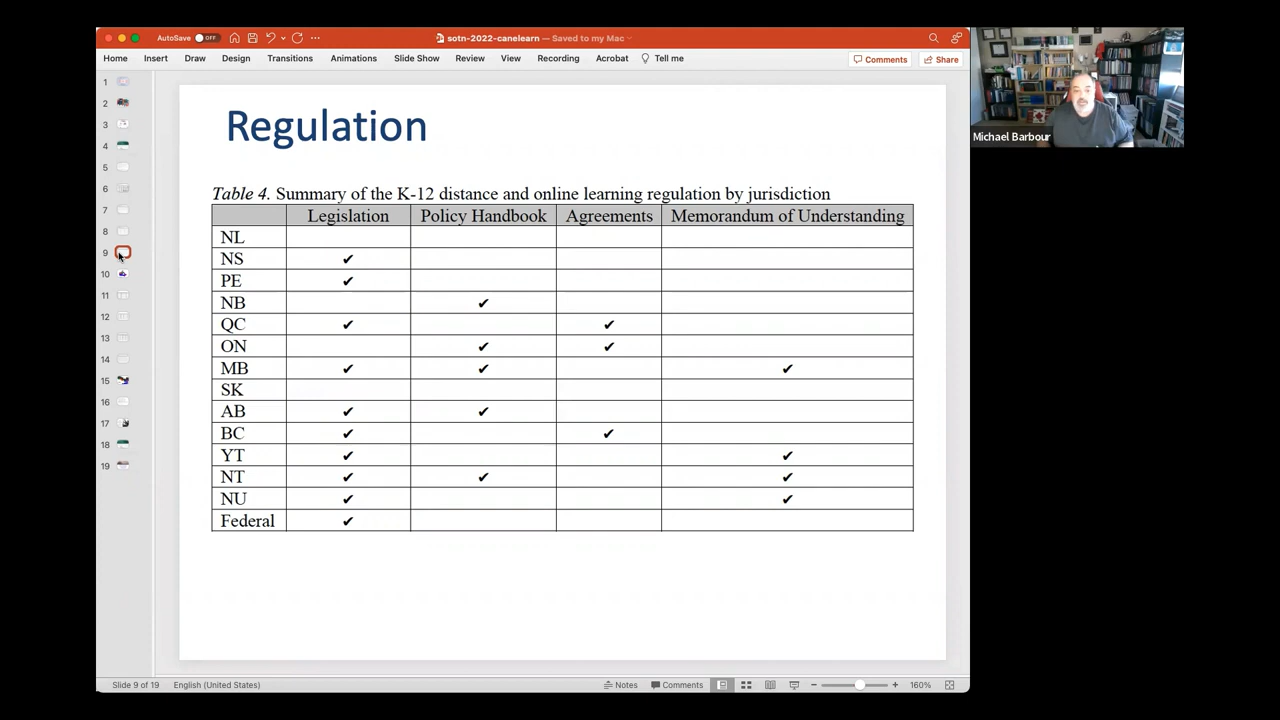 AutoSave OFF
sotn-2022-canelearn — Saved to my Mac
Home Insert Draw Design Transitions Animations Slide Show Review View Recording Acrobat Tell me Comments Share
1
2
3
4
5
6
7
8
9
10
11
12
13
14
15
16
17
18
19
Regulation
Table 4. Summary of the K-12 distance and online learning regulation by jurisdiction
Legislation Policy Handbook Agreements Memorandum of Understanding
NL
NS ✔
PE ✔
NB ✔
QC ✔ ✔
ON ✔ ✔
MB ✔ ✔ ✔
SK
AB ✔ ✔
BC ✔ ✔
YT ✔ ✔
NT ✔ ✔ ✔
NU ✔ ✔
Federal ✔
Slide 9 of 19 English (United States) Notes Comments 160%
Michael Barbour